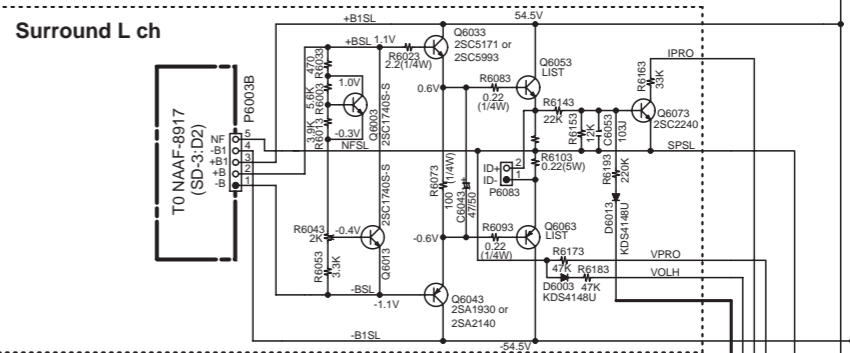 Surround L ch
+B1SL
54.5V
Q6033
2SC5171 or
2SC5993
+BSL
1.1V
R6023
2.2(1/4W)
Q6053
LIST
IPRO
R6163
33K
R6033
470
1.0V
R6003
5.6K
Q6003
2SC1740S-S
0.6V
R6083
0.22
(1/4W)
R6143
22K
Q6073
2SC2240
P6003B
T0 NAAF-8917
(SD-3:D2)
NF 5
-B1 4
+B1 3
+B 2
-B 1
R6013
3.9K
-0.3V
NFSL
R6153
12K
C6053
103J
SPSL
R6073
100 (1/4W)
C6043
47/50
ID+ 2
ID- 1
P6083
R6103
0.22(5W)
R6193
220K
D6013
KDS4148U
2SC1740S-S
R6043
2K
-0.4V
Q6013
R6053
3.3K
-0.6V
R6093
0.22
(1/4W)
Q6063
LIST
R6173
47K
VPRO
R6183
47K
VOLH
D6003
KDS4148U
-BSL
-1.1V
Q6043
2SA1930 or
2SA2140
-B1SL
-54.5V